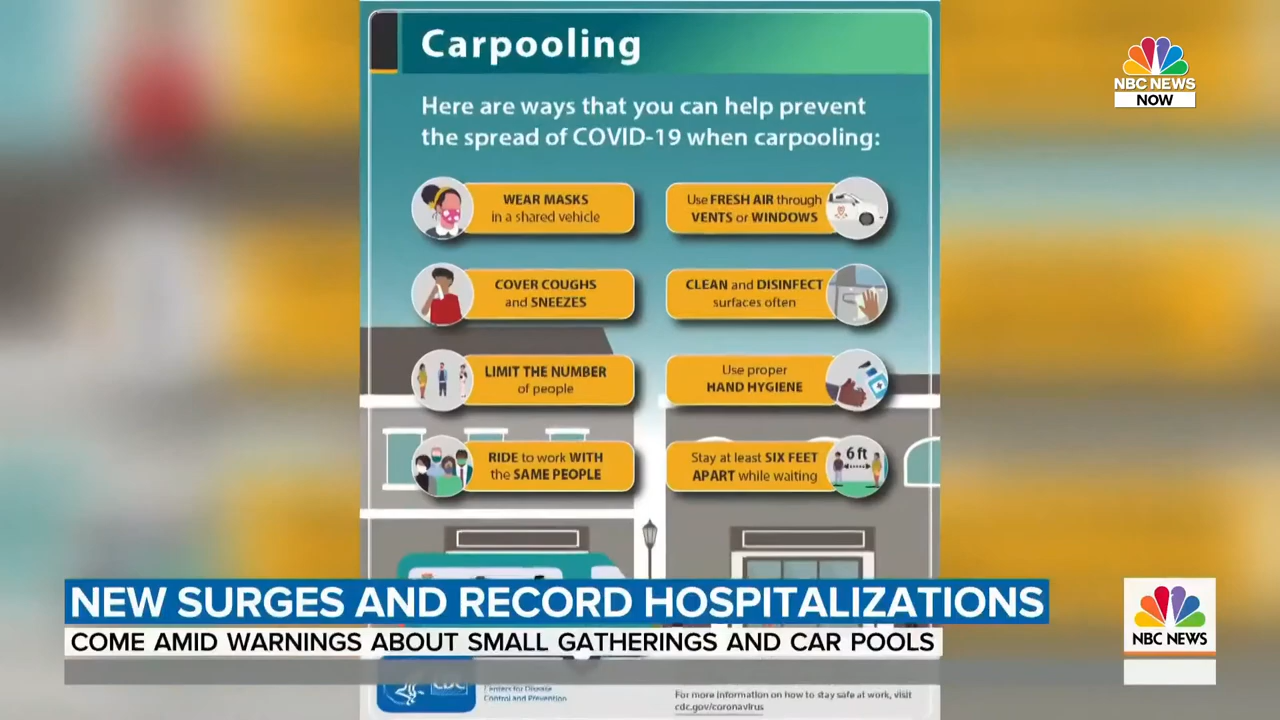 Carpooling
NBC NEWS
NOW
Here are ways that you can help prevent
the spread of COVID-19 when carpooling:
WEAR MASKS
in a shared vehicle
Use FRESH AIR through
VENTS or WINDOWS
COVER COUGHS
and SNEEZES
CLEAN and DISINFECT
surfaces often
LIMIT THE NUMBER
of people
Use proper
HAND HYGIENE
RIDE to work WITH
the SAME PEOPLE
Stay at least SIX FEET
APART while waiting
6 ft
NEW SURGES AND RECORD HOSPITALIZATIONS
COME AMID WARNINGS ABOUT SMALL GATHERINGS AND CAR POOLS
NBC NEWS
CDC
Centers for Disease
Control and Prevention
For more information on how to stay safe at work, visit
cdc.gov/coronavirus